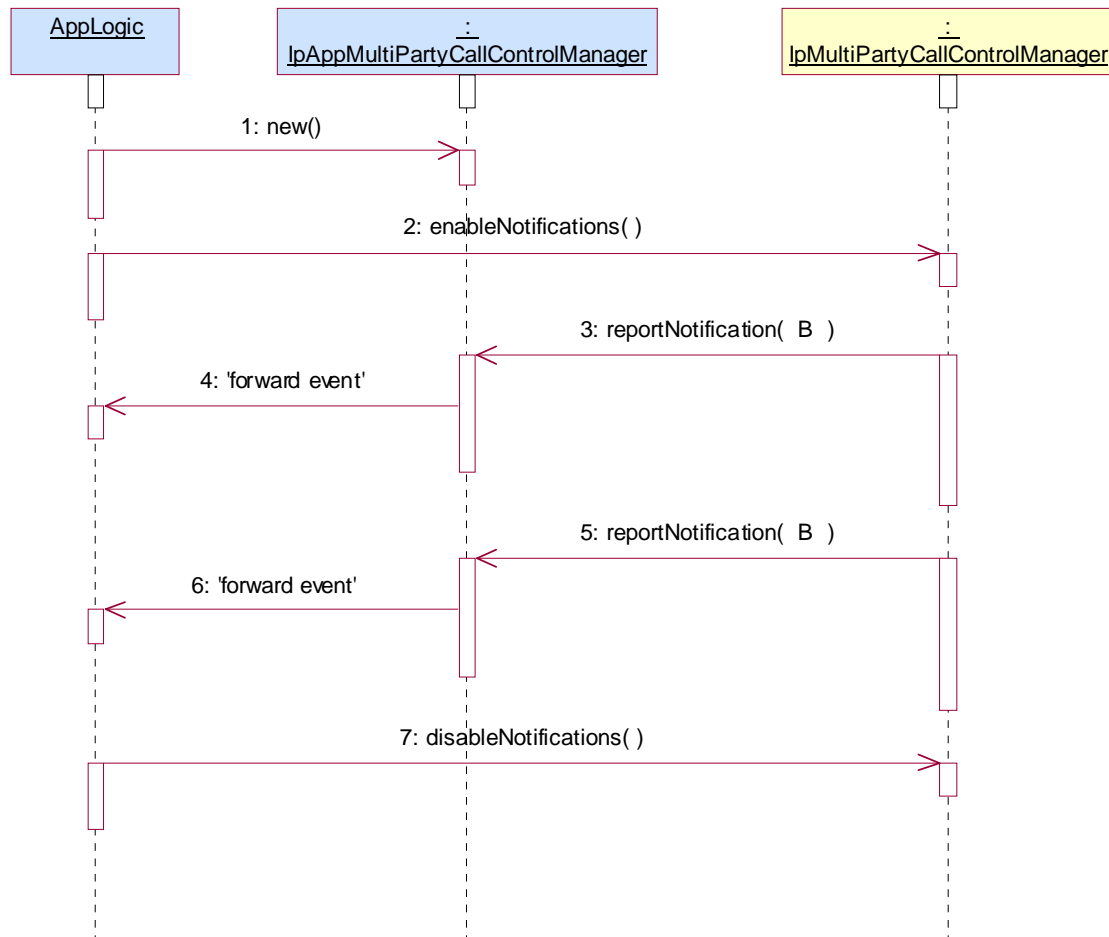 AppLogic
:
IpAppMultiPartyCallControlManager
:
IpMultiPartyCallControlManager
1: new()
2: enableNotifications( )
3: reportNotification( B )
4: 'forward event'
5: reportNotification( B )
6: 'forward event'
7: disableNotifications( )